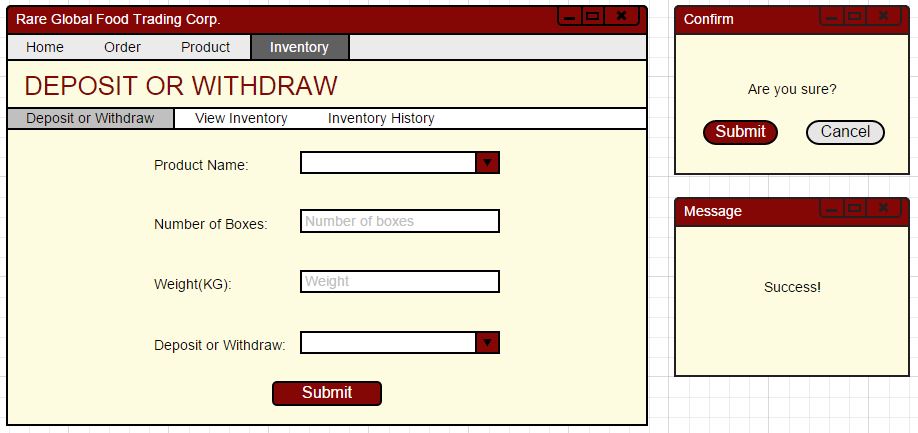 Rare Global Food Trading Corp.
Home Order Product Inventory
DEPOSIT OR WITHDRAW
Deposit or Withdraw View Inventory Inventory History
Product Name:
Number of Boxes: Number of boxes
Weight(KG): Weight
Deposit or Withdraw:
Submit
Confirm
Are you sure?
Submit Cancel
Message
Success!